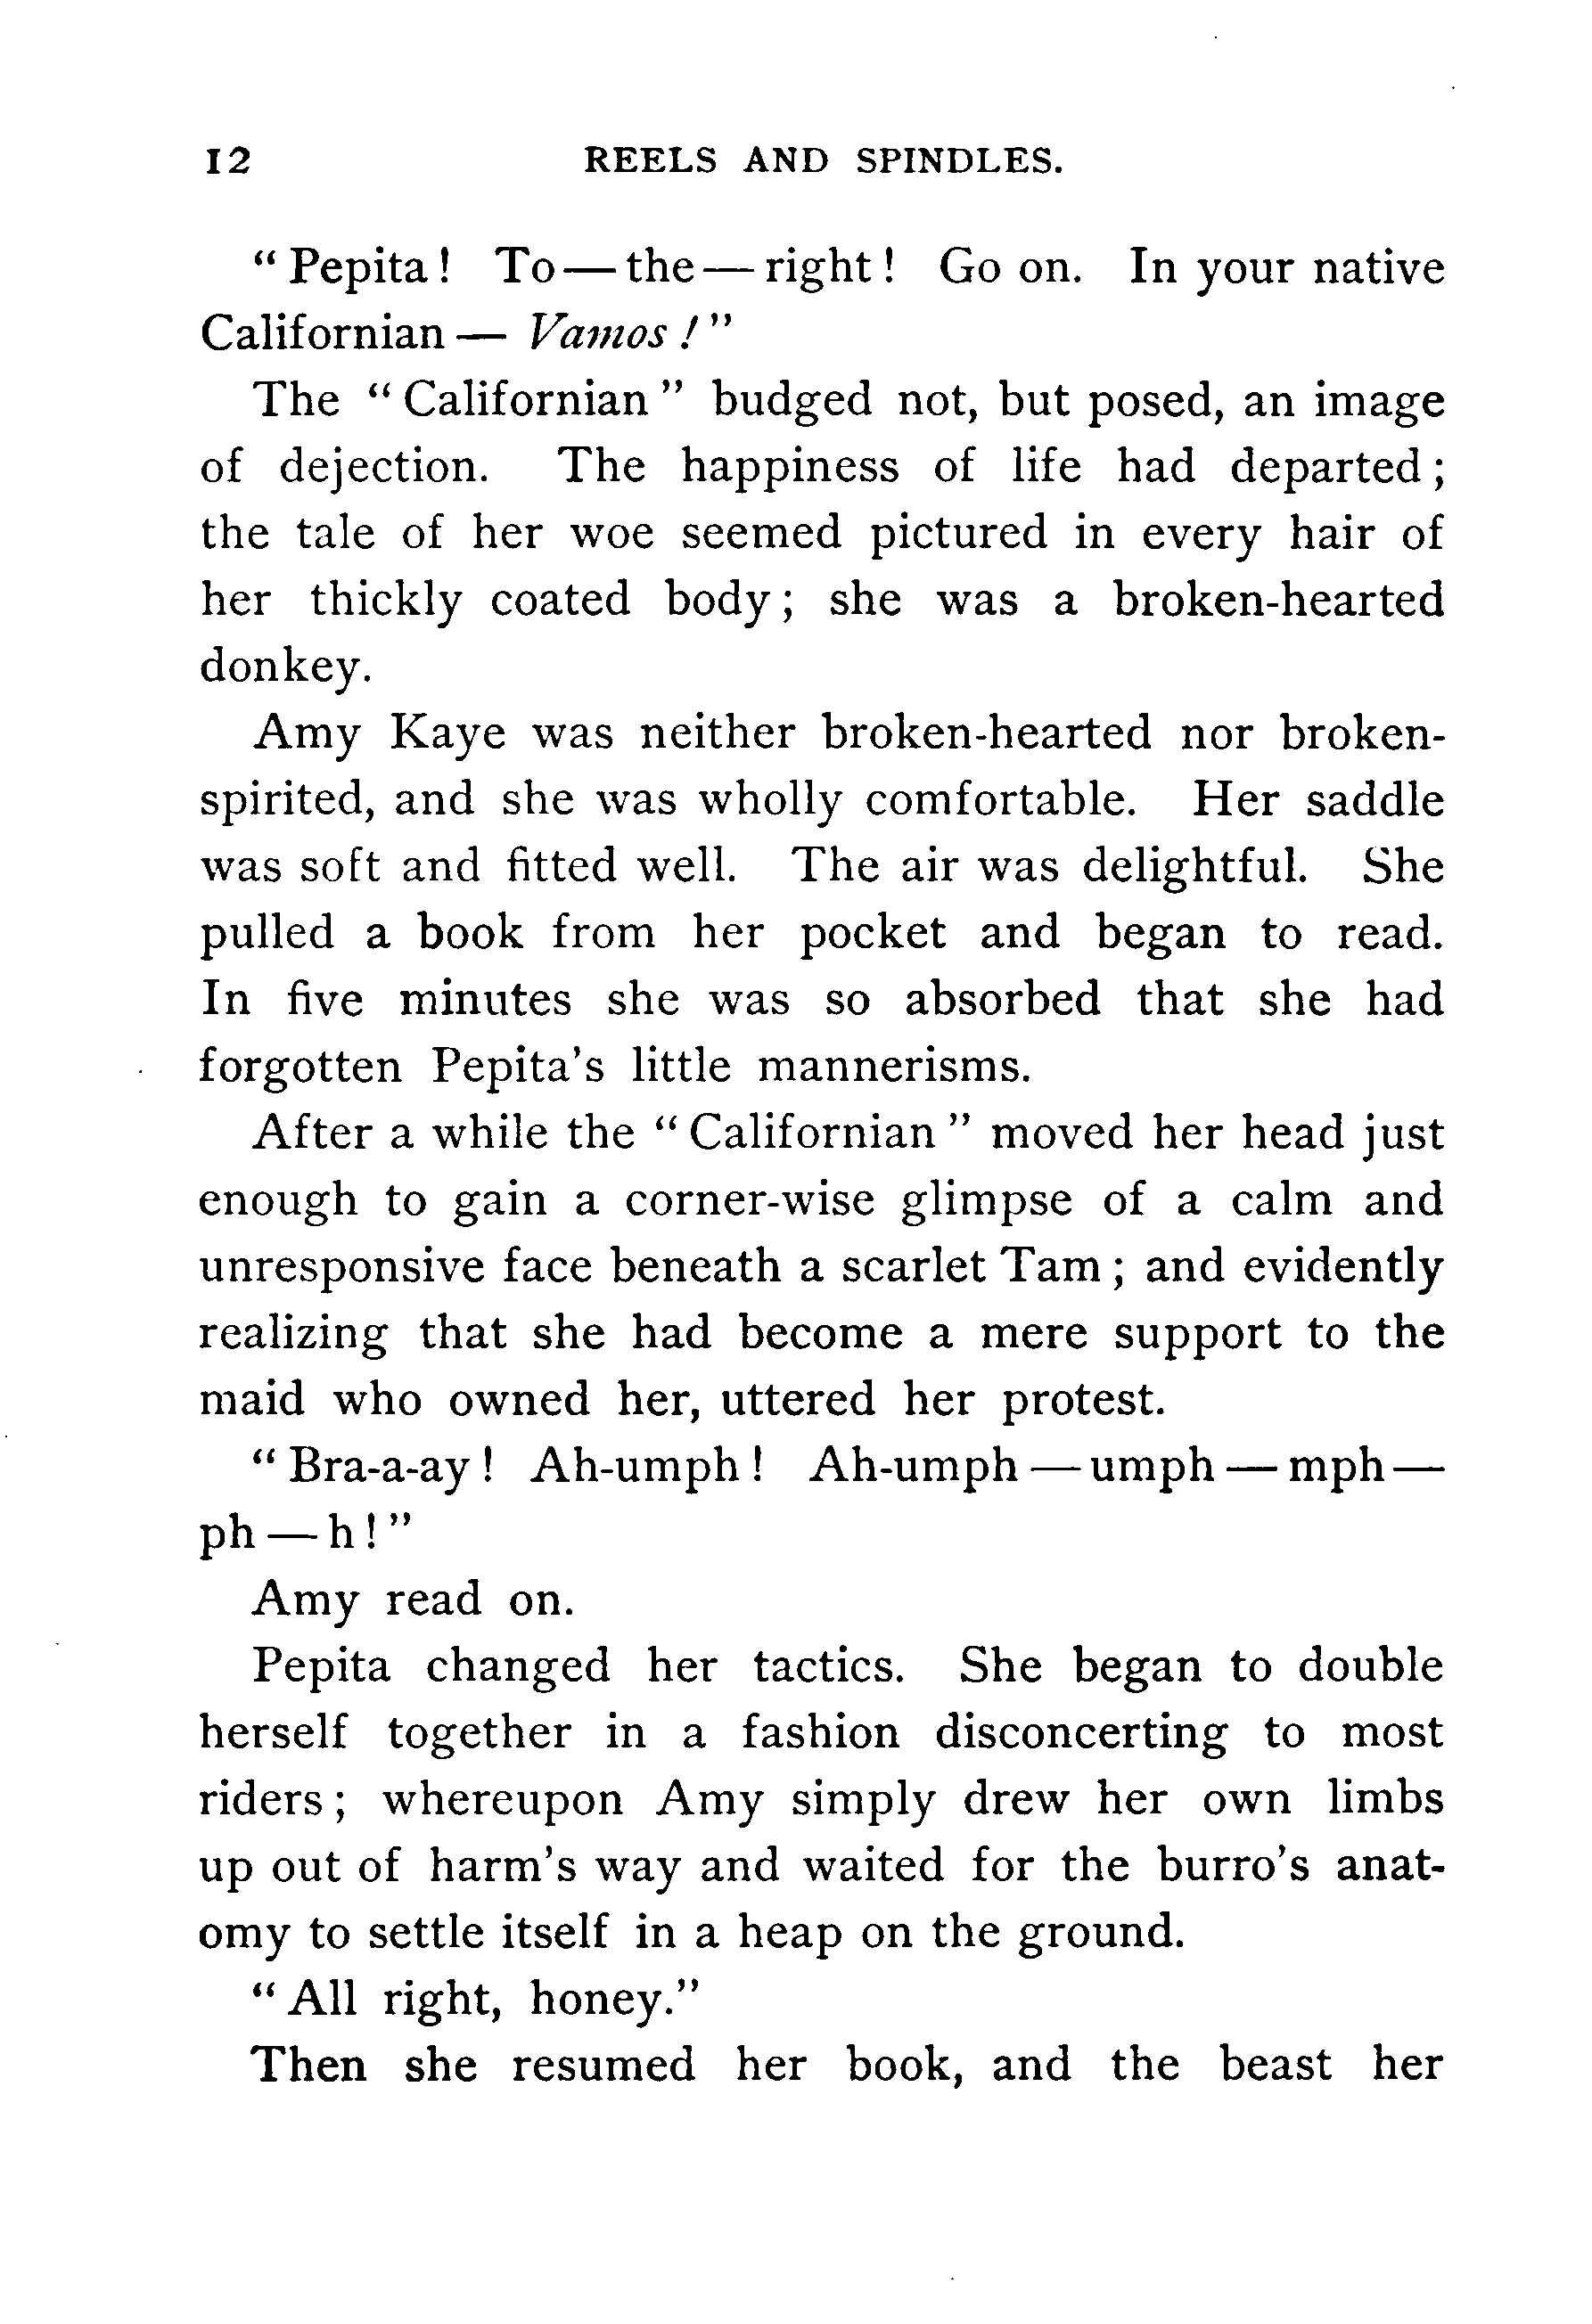 12 REELS AND SPINDLES.
“Pepita! To—the—right! Go on. In your native
Californian — Vamos!”
The “Californian” budged not, but posed, an image
of dejection. The happiness of life had departed;
the tale of her woe seemed pictured in every hair of
her thickly coated body; she was a broken-hearted
donkey.
Amy Kaye was neither broken-hearted nor broken-
spirited, and she was wholly comfortable. Her saddle
was soft and fitted well. The air was delightful. She
pulled a book from her pocket and began to read.
In five minutes she was so absorbed that she had
forgotten Pepita’s little mannerisms.
After a while the “Californian” moved her head just
enough to gain a corner-wise glimpse of a calm and
unresponsive face beneath a scarlet Tam; and evidently
realizing that she had become a mere support to the
maid who owned her, uttered her protest.
“Bra-a-ay! Ah-umph! Ah-umph — umph — mph —
ph — h!”
Amy read on.
Pepita changed her tactics. She began to double
herself together in a fashion disconcerting to most
riders; whereupon Amy simply drew her own limbs
up out of harm’s way and waited for the burro’s anat-
omy to settle itself in a heap on the ground.
“All right, honey.”
Then she resumed her book, and the beast her